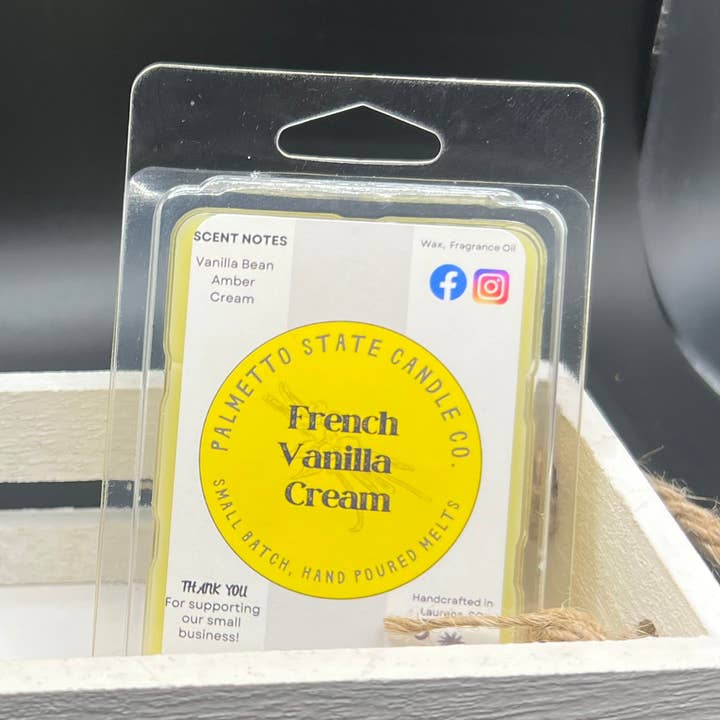 SCENT NOTES
Vanilla Bean
Amber
Cream
Wax, Fragrance Oil
PALMETTO STATE CANDLE CO.
French
Vanilla
Cream
SMALL BATCH, HAND POURED MELTS
THANK YOU
For supporting
our small
business!
Handcrafted in
Laurens, SC